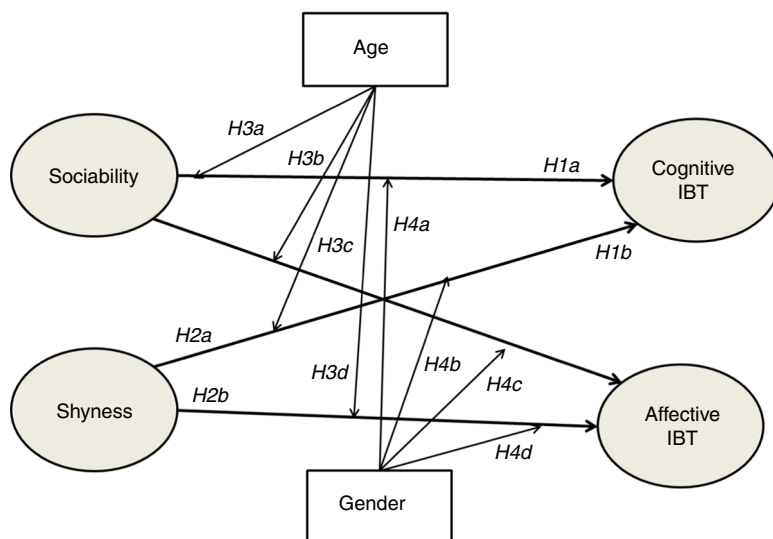 Age
H3a
H3b
Sociability
H1a
Cognitive
IBT
H3c
H4a
H1b
H2a
H3d
H4b
H4c
H2b
Shyness
Affective
IBT
H4d
Gender